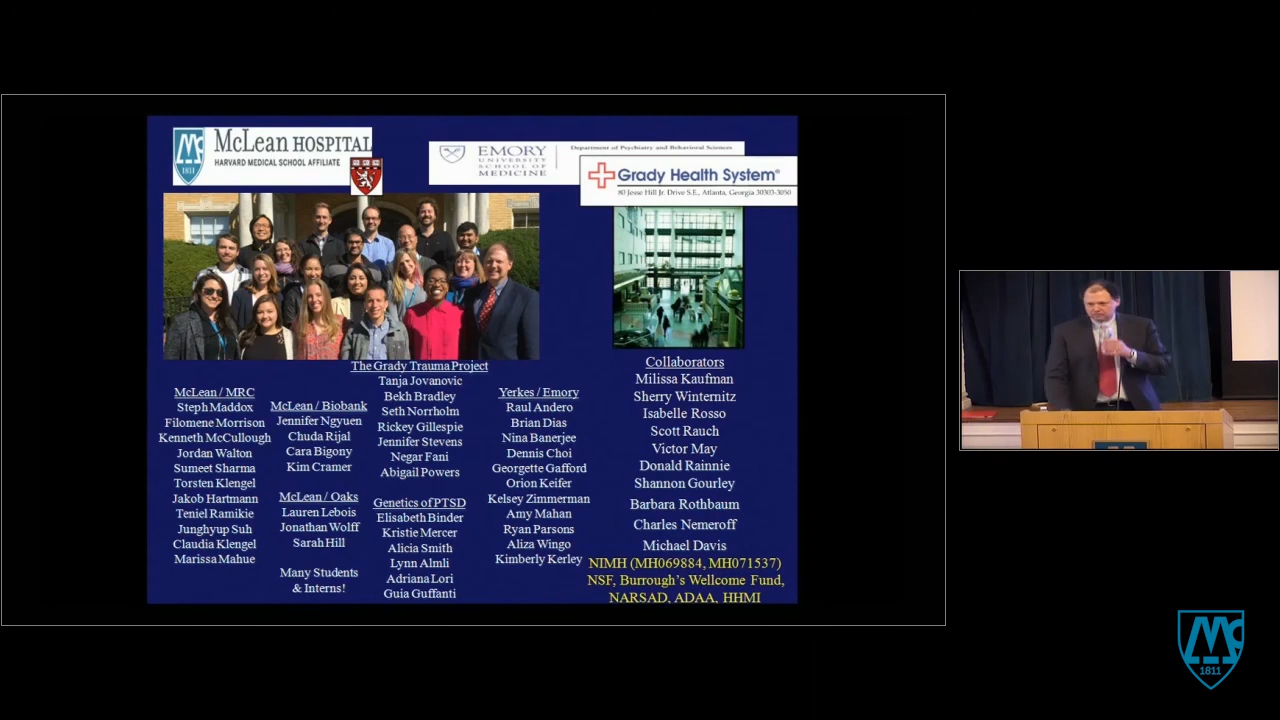 McLean HOSPITAL
HARVARD MEDICAL SCHOOL AFFILIATE
1811
EMORY
UNIVERSITY
SCHOOL OF
MEDICINE
Department of Psychiatry and Behavioral Sciences
Grady Health System®
80 Jesse Hill Jr. Drive S.E., Atlanta, Georgia 30303-3050
McLean / MRC
Steph Maddox
Filomene Morrison
Kenneth McCullough
Jordan Walton
Sumeet Sharma
Torsten Klengel
Jakob Hartmann
Teniel Ramikie
Junghyup Suh
Claudia Klengel
Marissa Mahue
McLean / Biobank
Jennifer Ngyuen
Chuda Rijal
Cara Bigony
Kim Cramer
McLean / Oaks
Lauren Lebois
Jonathan Wolff
Sarah Hill
Many Students
& Interns!
The Grady Trauma Project
Tanja Jovanovic
Bekh Bradley
Seth Norrholm
Rickey Gillespie
Jennifer Stevens
Negar Fani
Abigail Powers
Genetics of PTSD
Elisabeth Binder
Kristie Mercer
Alicia Smith
Lynn Almli
Adriana Lori
Guia Guffanti
Yerkes / Emory
Raul Andero
Brian Dias
Nina Banerjee
Dennis Choi
Georgette Gafford
Orion Keifer
Kelsey Zimmerman
Amy Mahan
Ryan Parsons
Aliza Wingo
Kimberly Kerley
Collaborators
Milissa Kaufman
Sherry Winternitz
Isabelle Rosso
Scott Rauch
Victor May
Donald Rainnie
Shannon Gourley
Barbara Rothbaum
Charles Nemeroff
Michael Davis
NIMH (MH069884, MH071537)
NSF, Burrough's Wellcome Fund,
NARSAD, ADAA, HHMI
1811